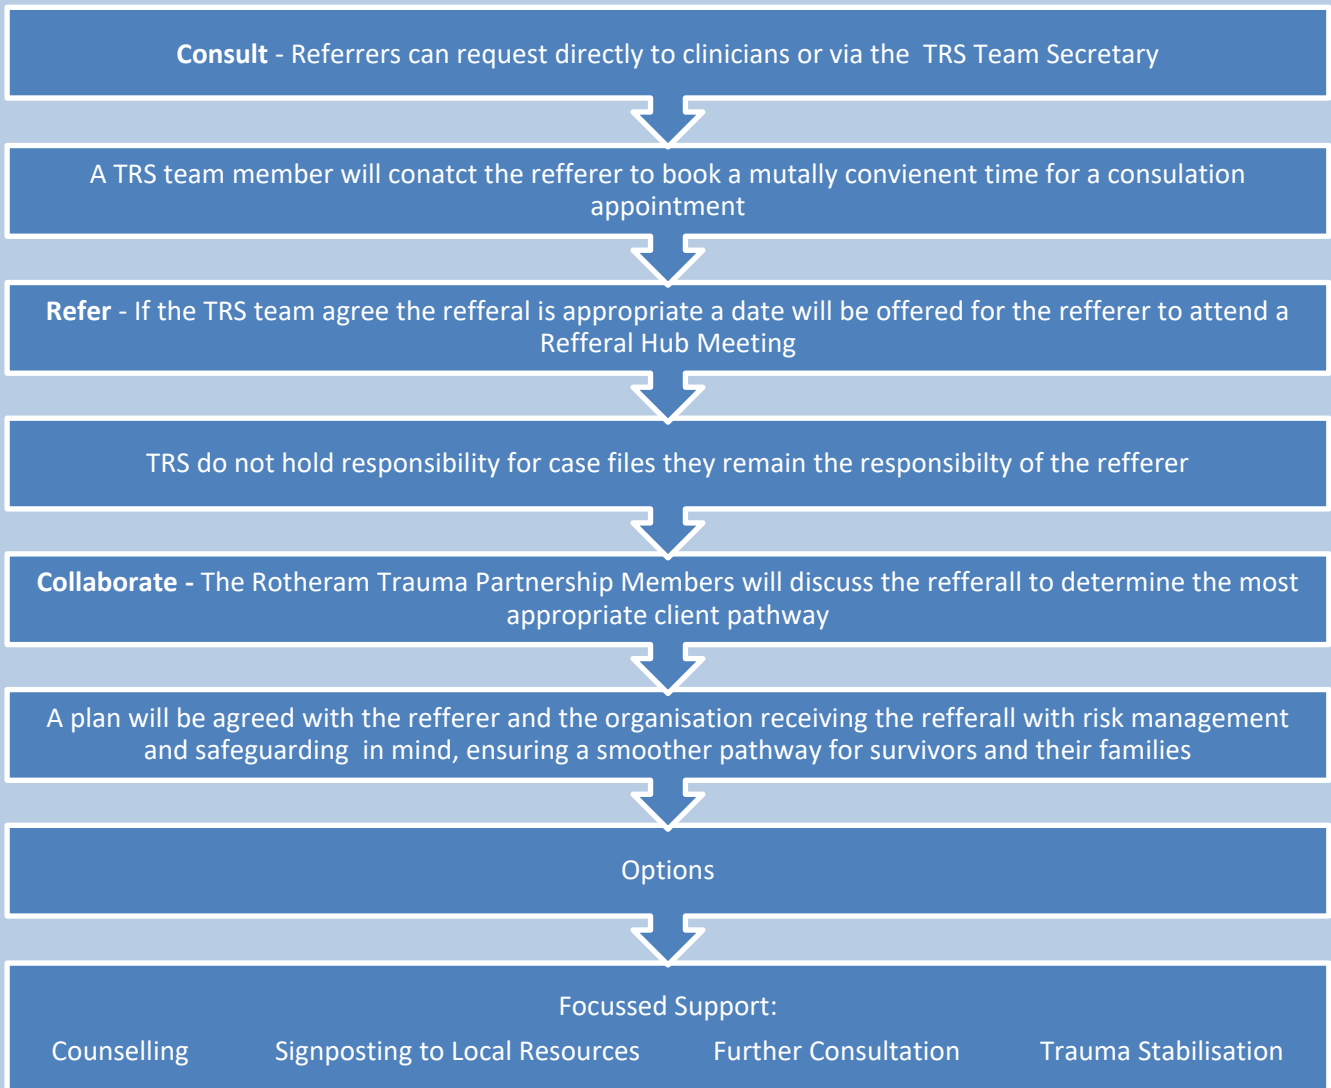 Consult - Referrers can request directly to clinicians or via the  TRS Team Secretary
A TRS team member will conatct the refferer to book a mutally convienent time for a consulation
appointment
Refer - If the TRS team agree the refferal is appropriate a date will be offered for the refferer to attend a
Refferal Hub Meeting
TRS do not hold responsibility for case files they remain the responsibilty of the refferer
Collaborate - The Rotheram Trauma Partnership Members will discuss the refferall to determine the most
appropriate client pathway
A plan will be agreed with the refferer and the organisation receiving the refferall with risk management
and safeguarding  in mind, ensuring a smoother pathway for survivors and their families
Options
Focussed Support:
Counselling Signposting to Local Resources Further Consultation Trauma Stabilisation